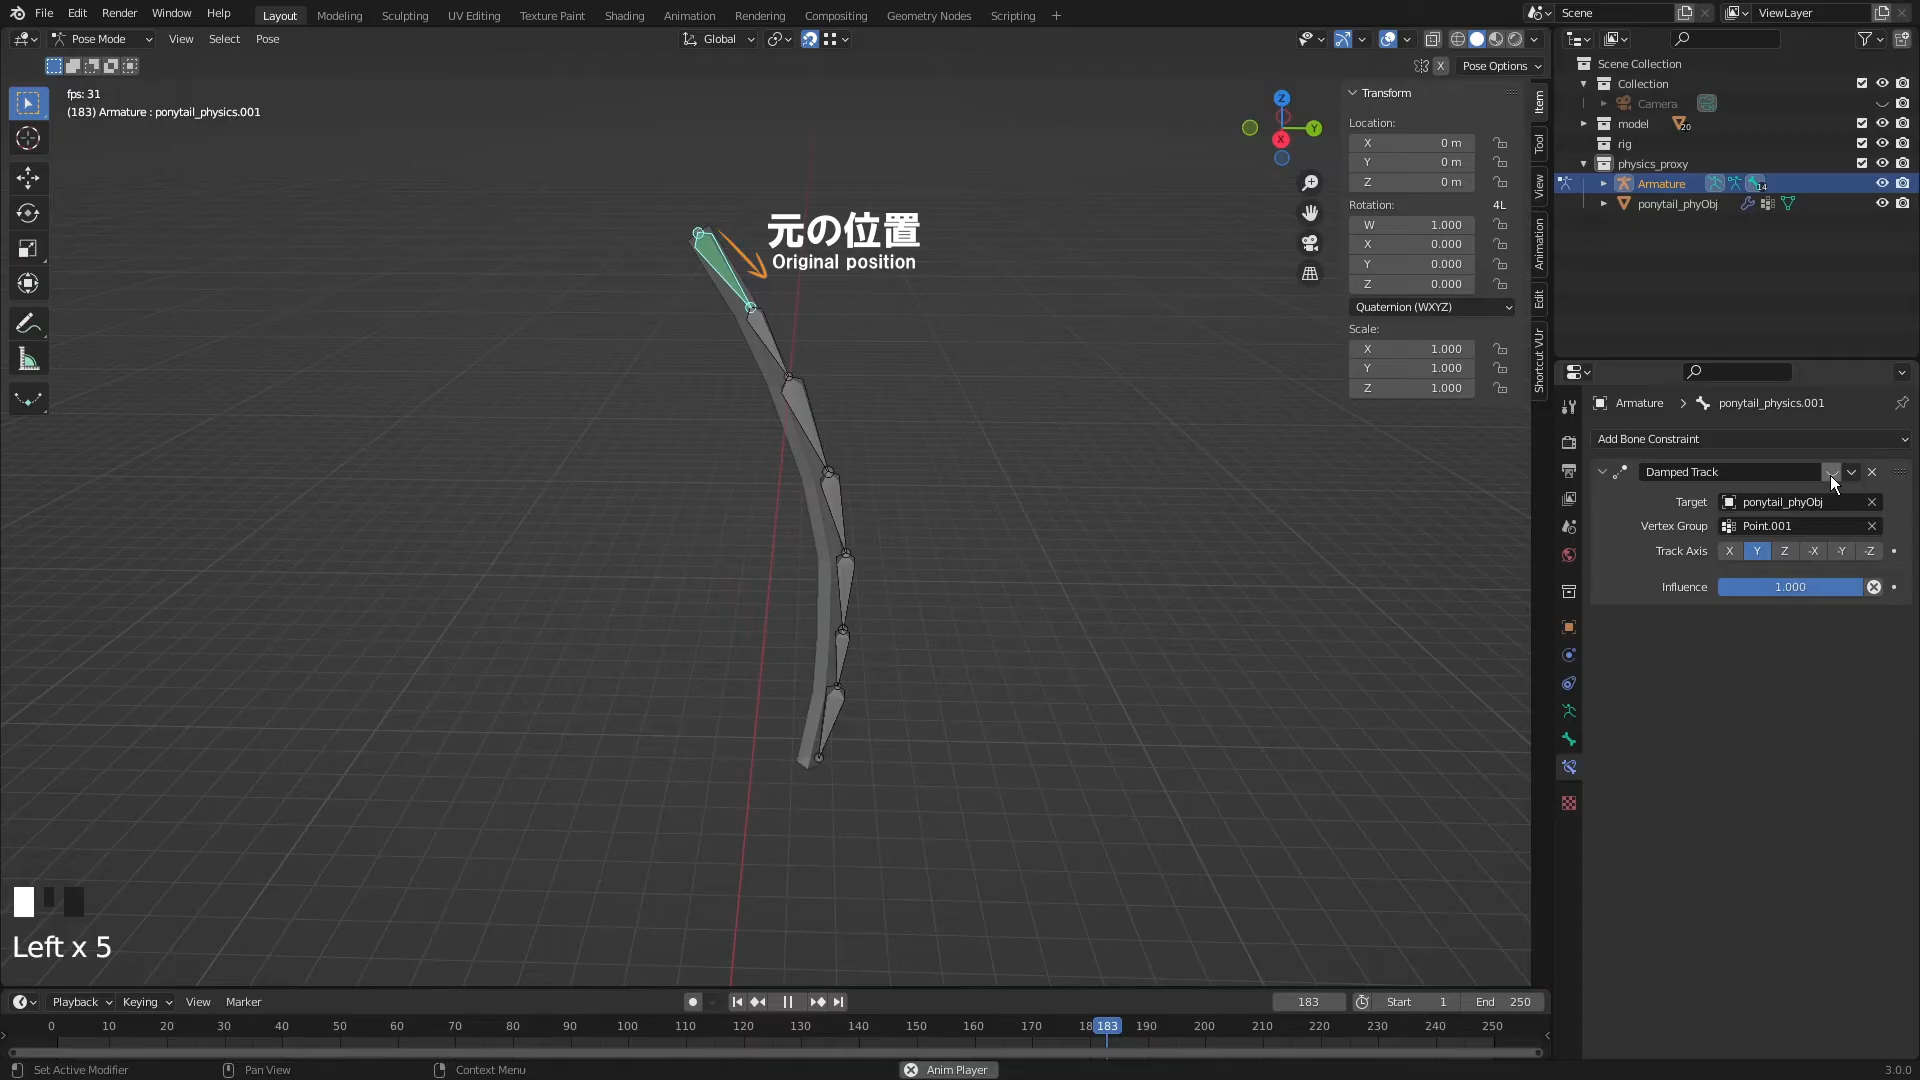 File Edit Render Window Help
Layout Modeling Sculpting UV Editing Texture Paint Shading Animation Rendering Compositing Geometry Nodes Scripting +
Scene
ViewLayer
Pose Mode View Select Pose
Global
X Pose Options
fps: 31
(183) Armature : ponytail_physics.001
元の位置
Original position
Z
Y
X
Transform
Location:
X 0 m
Y 0 m
Z 0 m
Rotation: 4L
W 1.000
X 0.000
Y 0.000
Z 0.000
Quaternion (WXYZ)
Scale:
X 1.000
Y 1.000
Z 1.000
Item
Tool
View
Animation
Edit
Shortcut VUr
Scene Collection
Collection
Camera
model 20
rig
physics_proxy
Armature 14
ponytail_phyObj
Armature > ponytail_physics.001
Add Bone Constraint
Damped Track
Target ponytail_phyObj
Vertex Group Point.001
Track Axis X Y Z -X -Y -Z
Influence 1.000
Left x 5
Playback Keying View Marker
183 Start 1 End 250
0 10 20 30 40 50 60 70 80 90 100 110 120 130 140 150 160 170 18 183 190 200 210 220 230 240 250
Set Active Modifier Pan View Context Menu Anim Player 3.0.0